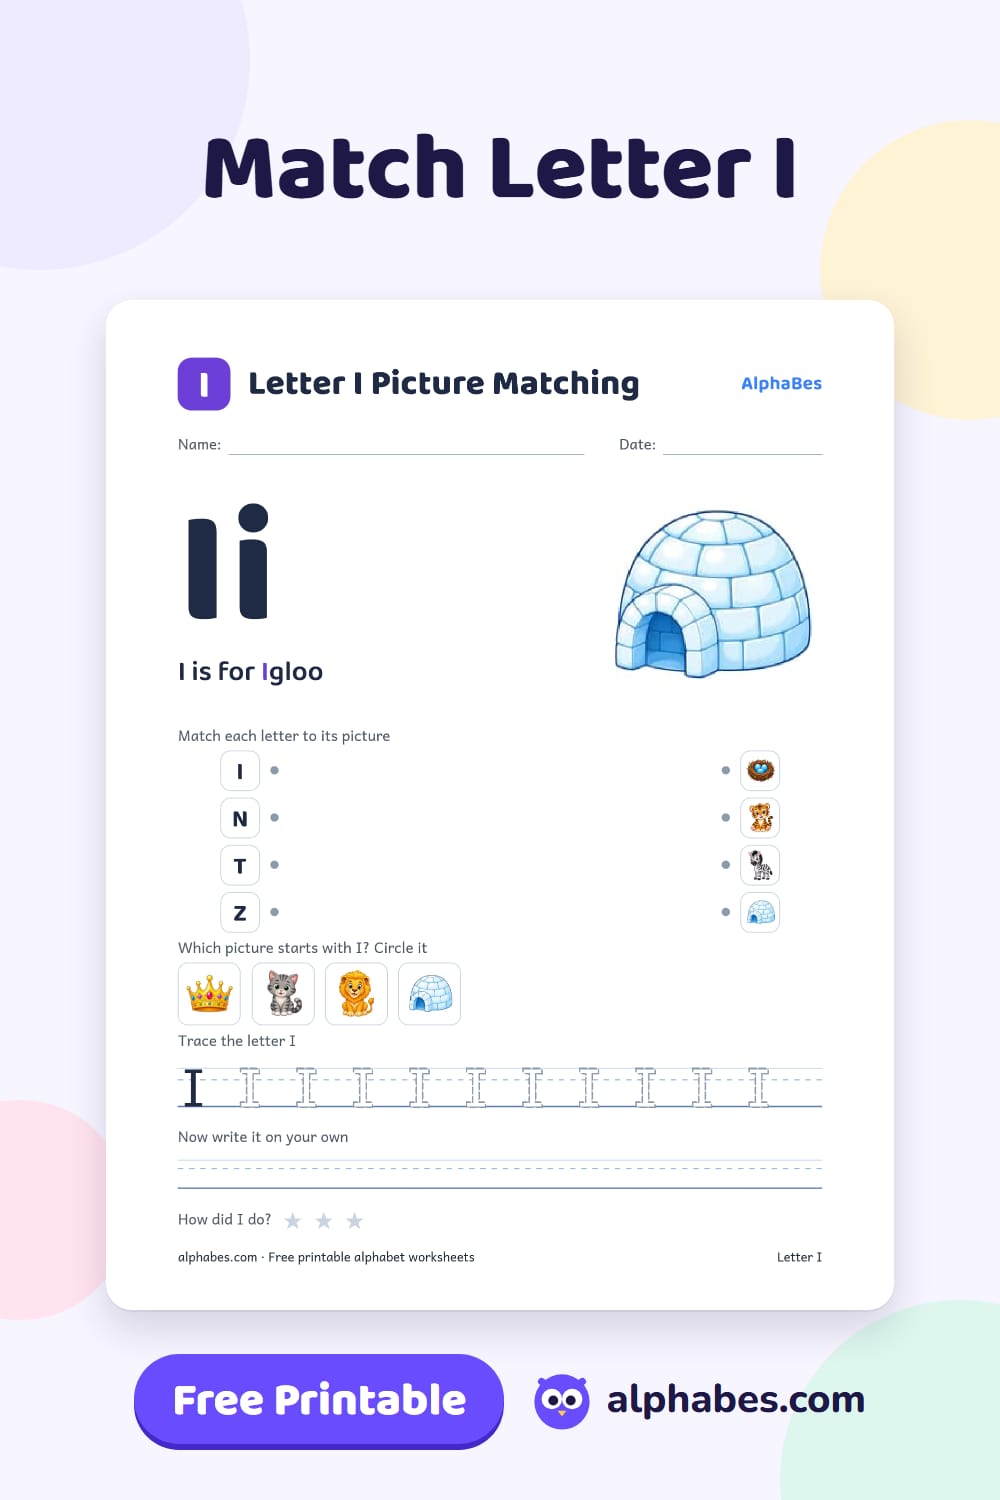 Match Letter I
I Letter I Picture Matching AlphaBes
Name: Date:
Ii
I is for Igloo
Match each letter to its picture
I
N
T
Z
Which picture starts with I? Circle it
Trace the letter I
I I I I I I I I I I I
Now write it on your own
How did I do?
alphabes.com · Free printable alphabet worksheets Letter I
Free Printable alphabes.com